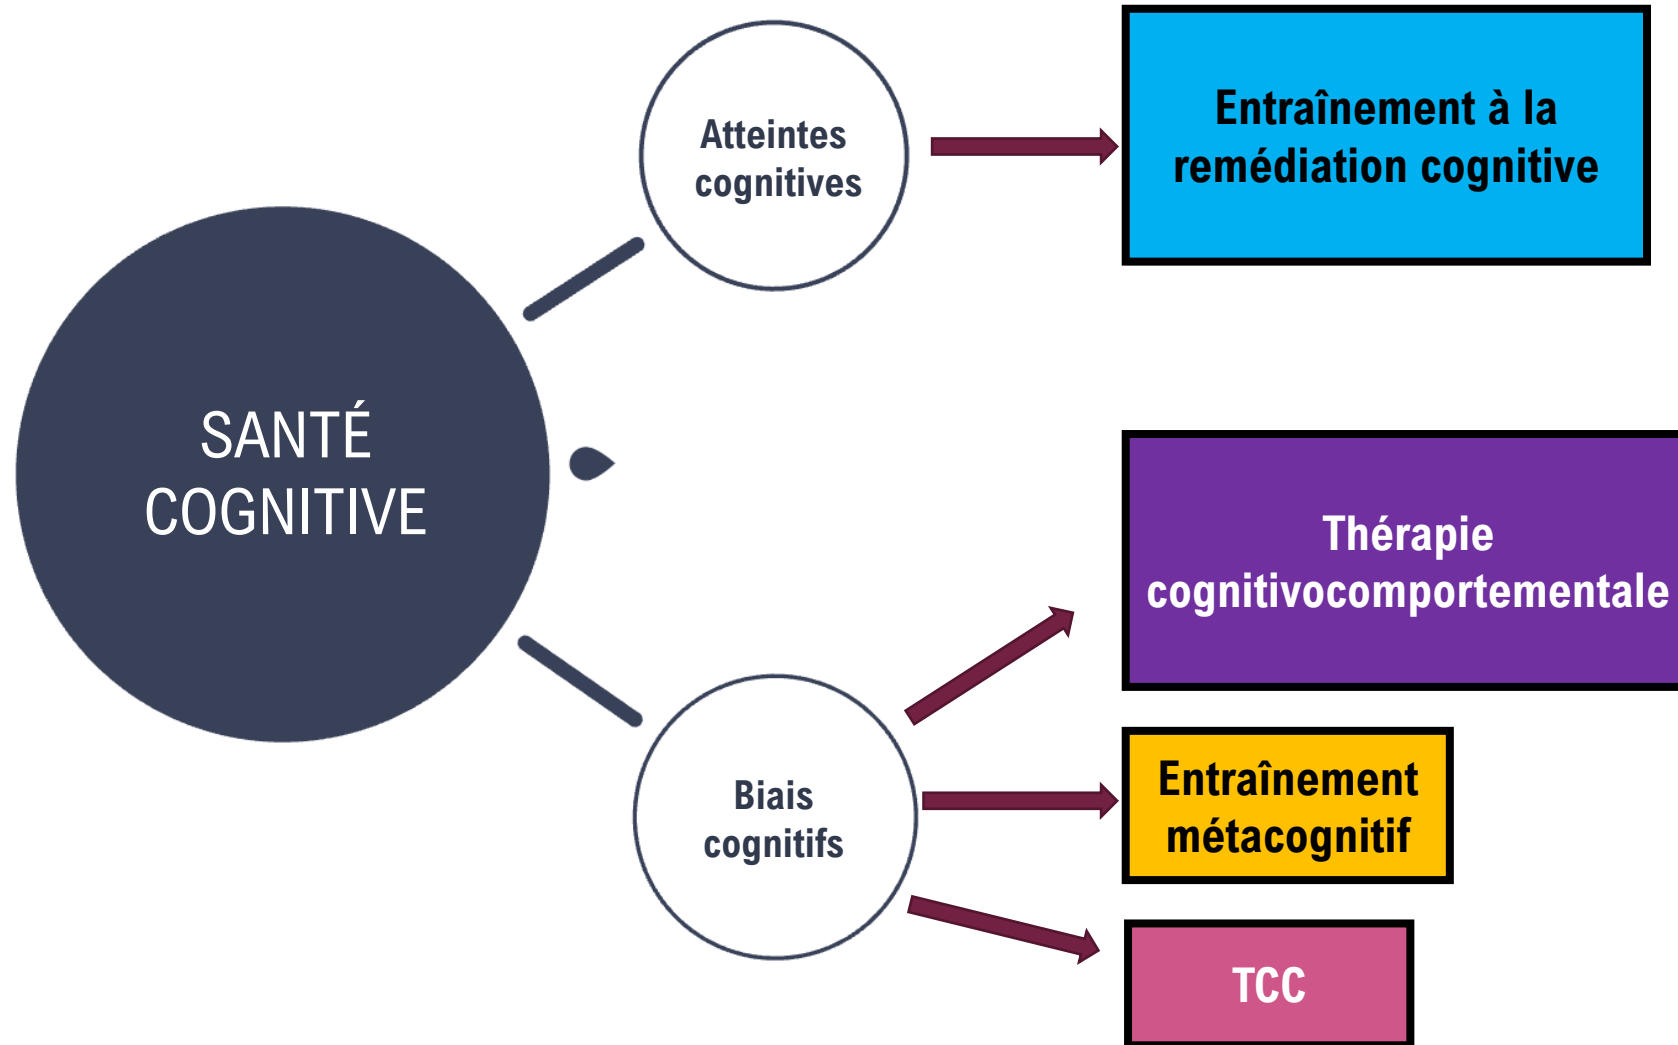 SANTÉ
COGNITIVE
Atteintes
cognitives
Entraînement à la
remédiation cognitive
Biais
cognitifs
Thérapie
cognitivocomportementale
Entraînement
métacognitif
TCC